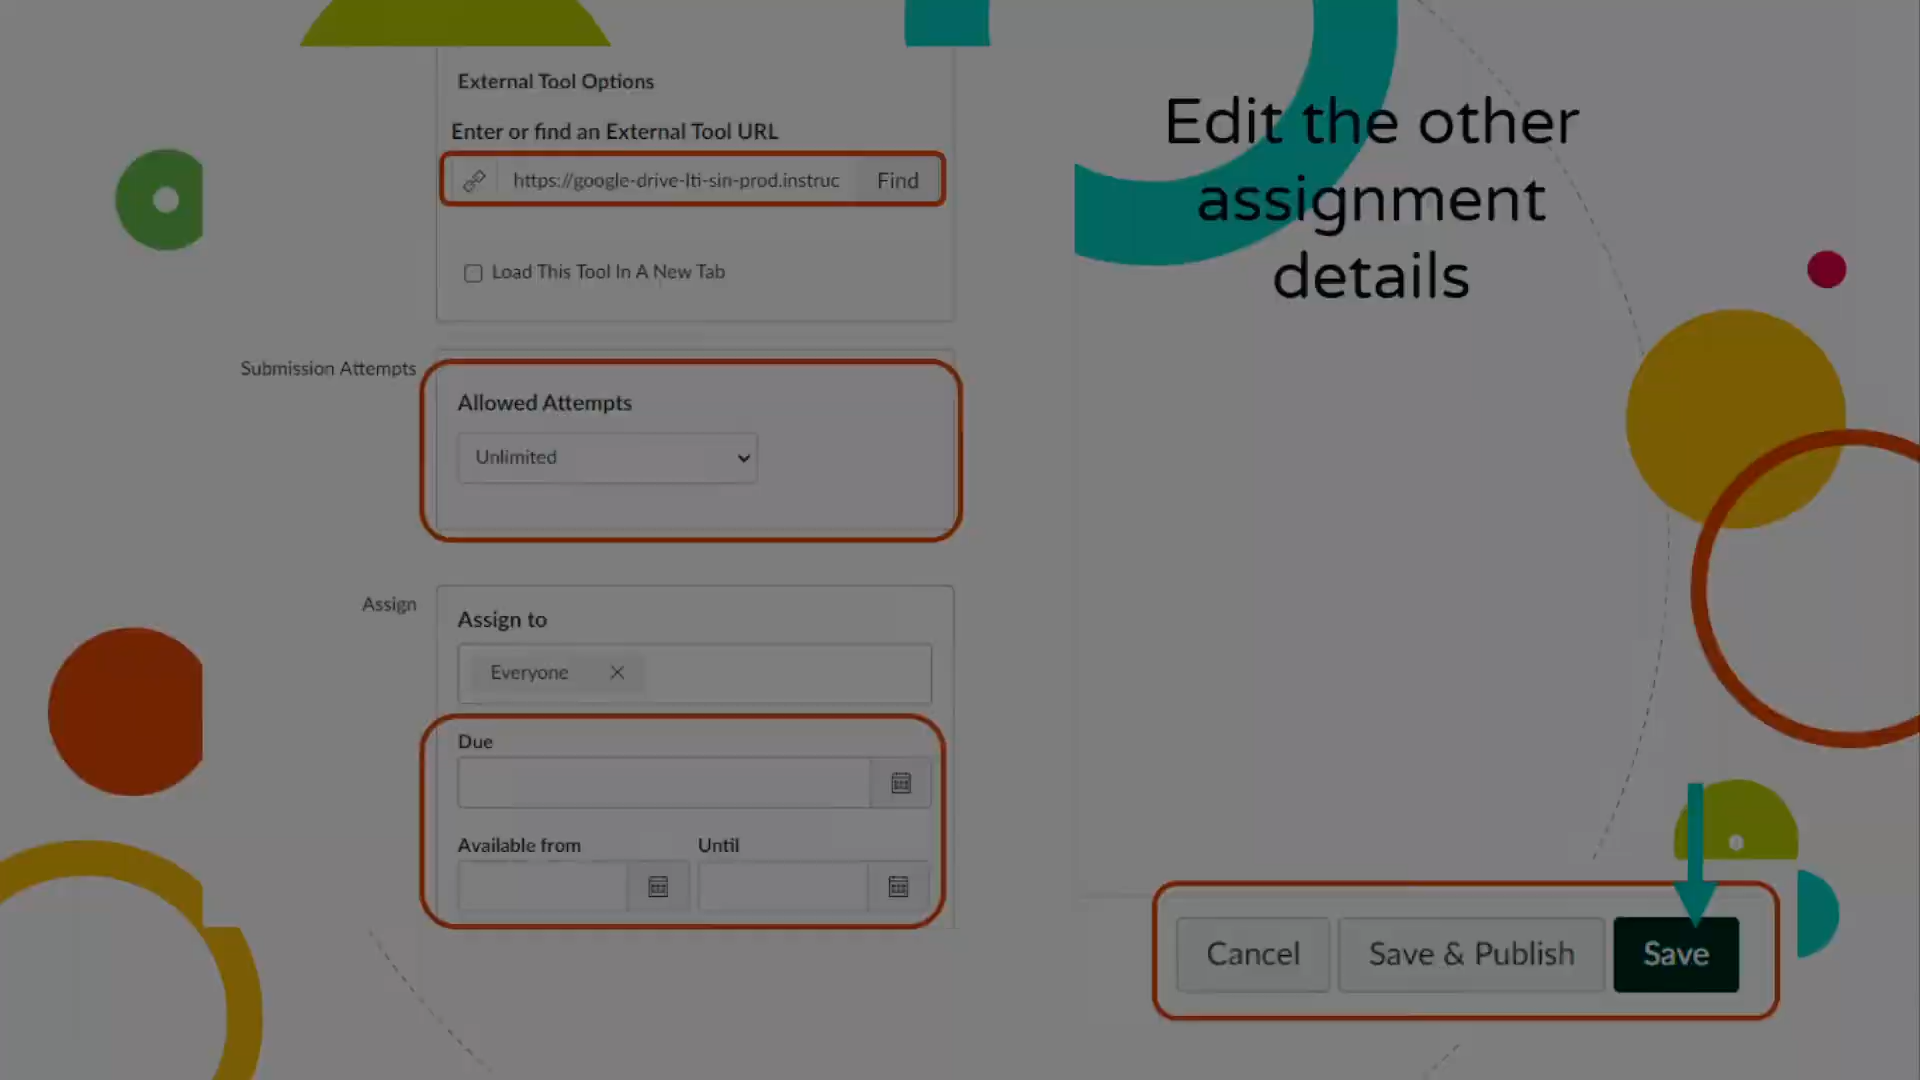 External Tool Options
Enter or find an External Tool URL
https://google-drive-lti-sin-prod.instruc
Find
Load This Tool In A New Tab
Submission Attempts
Allowed Attempts
Unlimited
Assign
Assign to
Everyone
Due
Available from
Until
Edit the other
assignment
details
Cancel
Save & Publish
Save